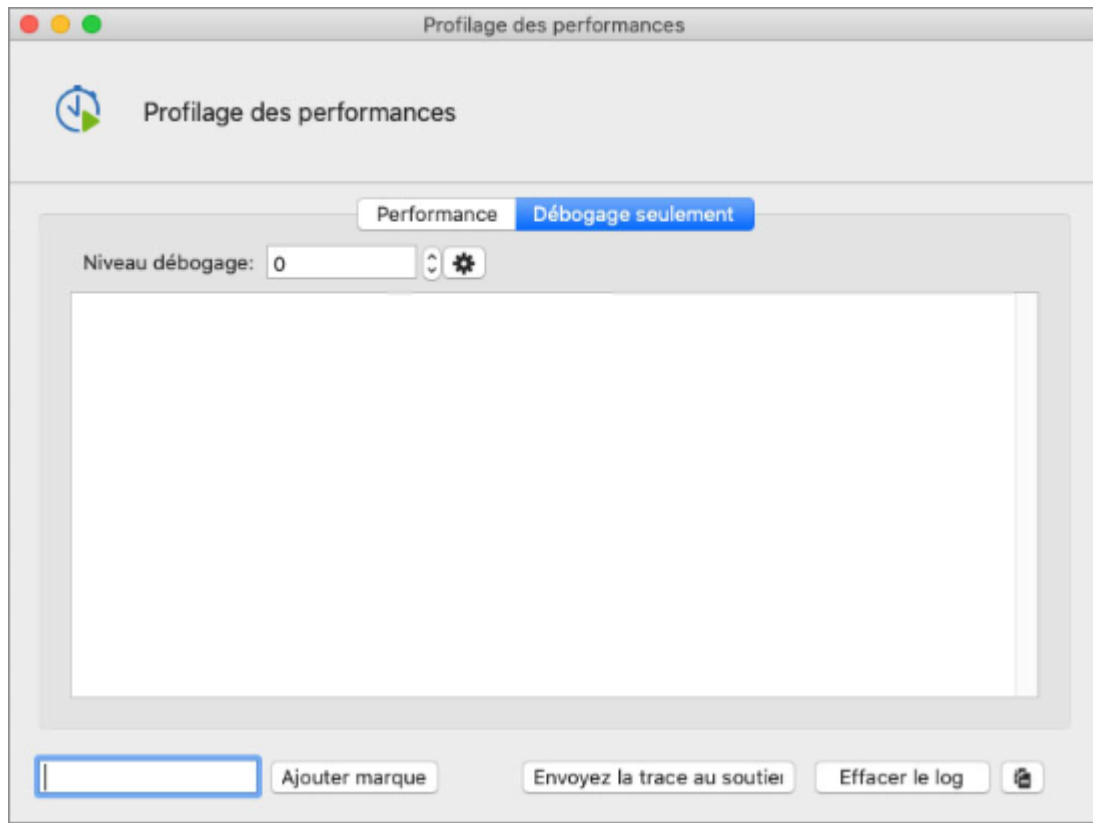 Profilage des performances
Profilage des performances
Performance Débogage seulement
Niveau débogage: 0
Ajouter marque Envoyez la trace au soutie Effacer le log